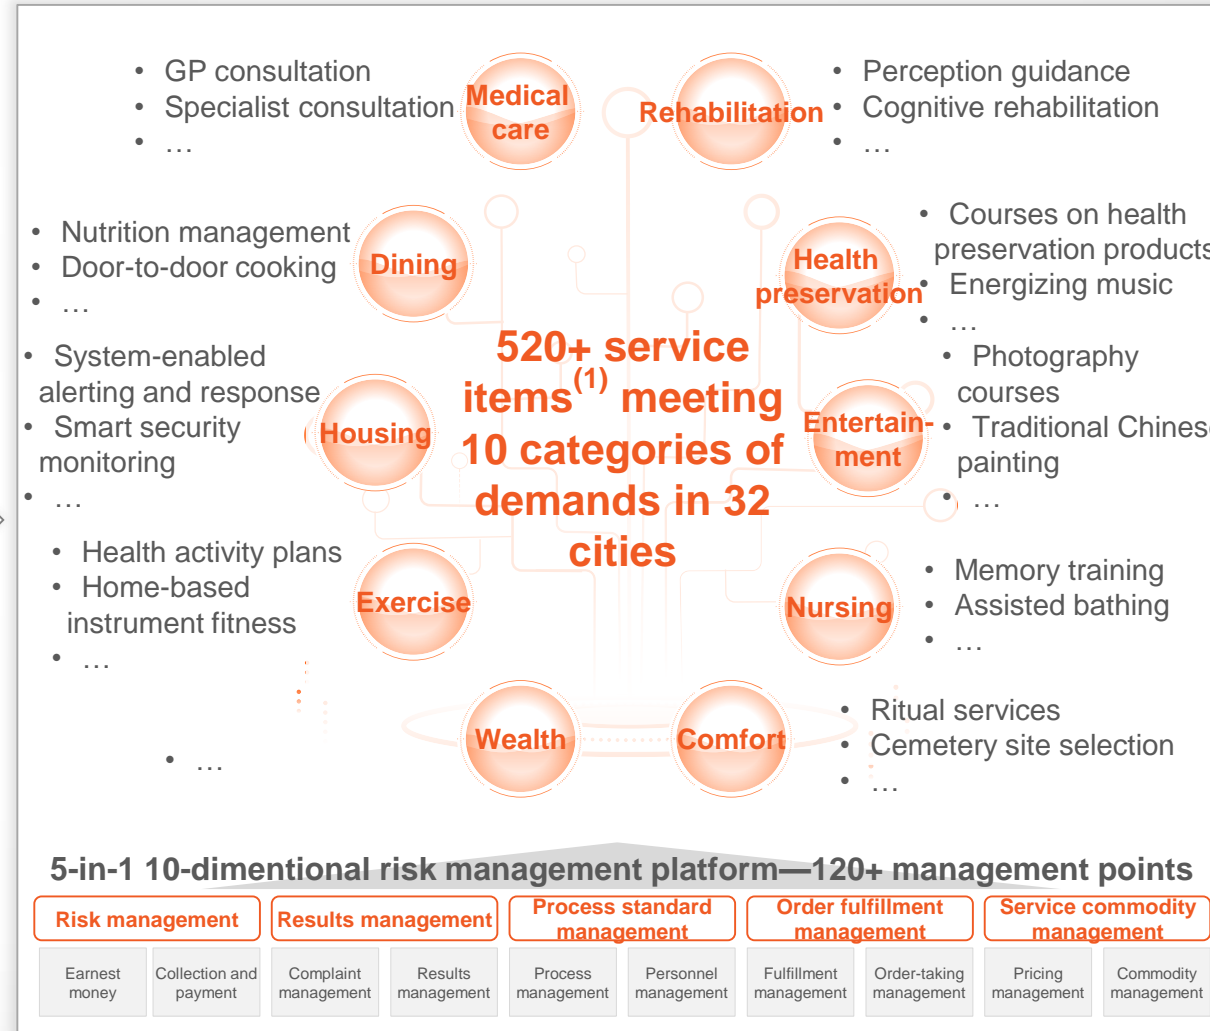 • GP consultation
• Specialist consultation
• …
Medical
care
Rehabilitation
• Perception guidance
• Cognitive rehabilitation
• …
• Nutrition management
• Door-to-door cooking
• …
Dining
Health
preservation
• Courses on health
preservation products
• Energizing music
• …
• System-enabled
alerting and response
• Smart security
monitoring
• …
Housing
520+ service
items(1) meeting
10 categories of
demands in 32
cities
Entertain-
ment
• Photography
courses
• Traditional Chinese
painting
• …
• Health activity plans
• Home-based
instrument fitness
• …
Exercise
Nursing
• Memory training
• Assisted bathing
• …
• …
Wealth
Comfort
• Ritual services
• Cemetery site selection
• …
5-in-1 10-dimentional risk management platform—120+ management points
Risk management
Results management
Process standard
management
Order fulfillment
management
Service commodity
management
Earnest
money
Collection and
payment
Complaint
management
Results
management
Process
management
Personnel
management
Fulfillment
management
Order-taking
management
Pricing
management
Commodity
management